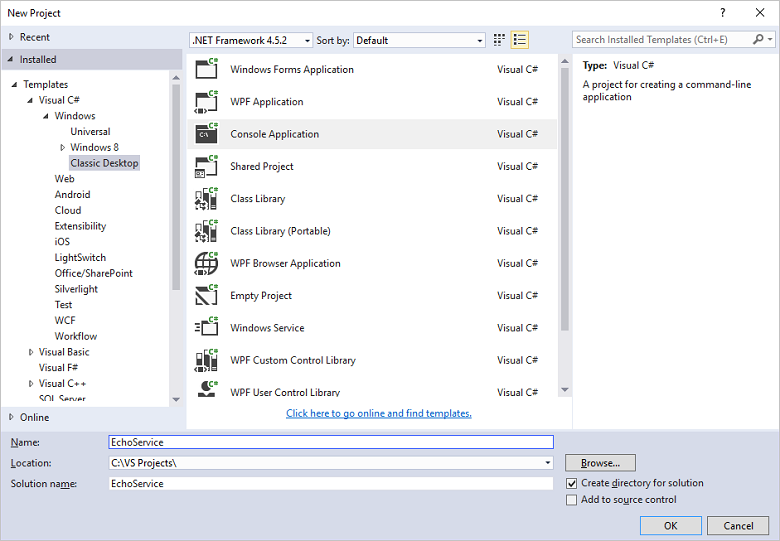 New Project
?
Recent
.NET Framework 4.5.2
Sort by:
Default
Search Installed Templates (Ctrl+E)
Installed
Templates
Visual C#
Windows
Universal
Windows 8
Classic Desktop
Web
Android
Cloud
Extensibility
iOS
LightSwitch
Office/SharePoint
Silverlight
Test
WCF
Workflow
Visual Basic
Visual F#
Visual C++
SQL Server
Online
Windows Forms Application Visual C#
WPF Application Visual C#
Console Application Visual C#
Shared Project Visual C#
Class Library Visual C#
Class Library (Portable) Visual C#
WPF Browser Application Visual C#
Empty Project Visual C#
Windows Service Visual C#
WPF Custom Control Library Visual C#
WPF User Control Library Visual C#
Click here to go online and find templates.
Type: Visual C#
A project for creating a command-line
application
Name: EchoService
Location: C:\VS Projects\
Browse...
Solution name: EchoService
Create directory for solution
Add to source control
OK
Cancel